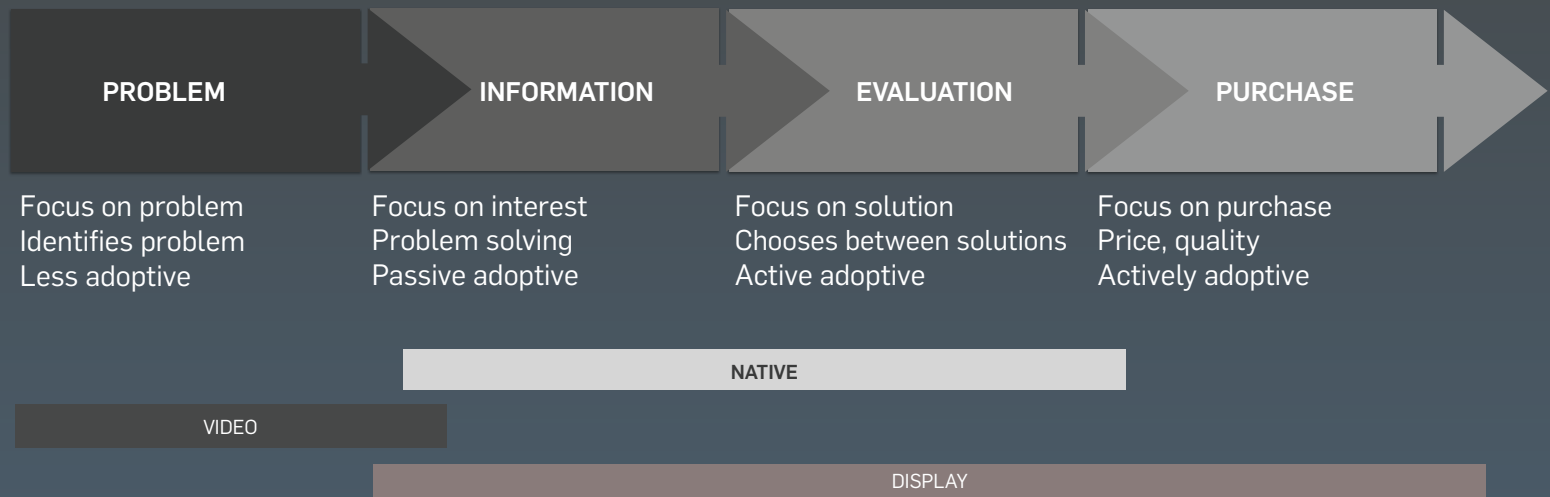 PROBLEM
INFORMATION
EVALUATION
PURCHASE
Focus on problem
Identifies problem
Less adoptive
Focus on interest
Problem solving
Passive adoptive
Focus on solution
Chooses between solutions
Active adoptive
Focus on purchase
Price, quality
Actively adoptive
NATIVE
VIDEO
DISPLAY